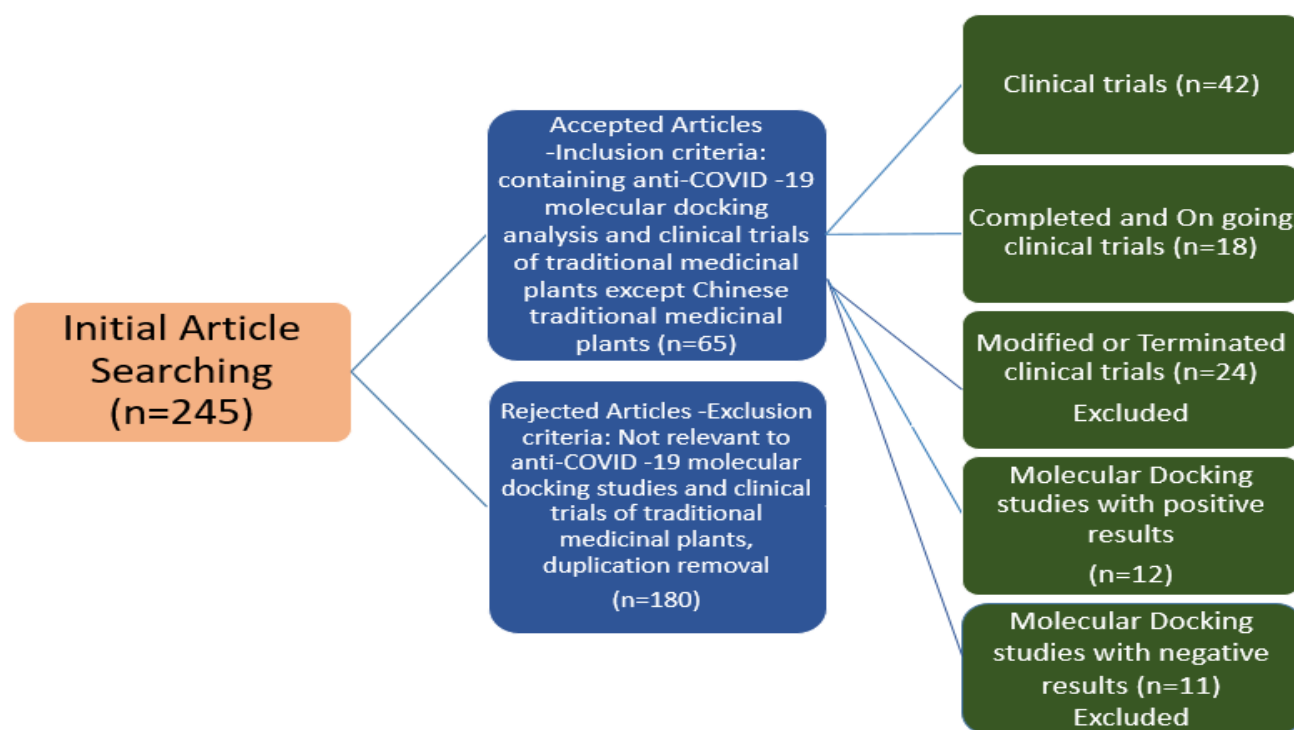 Initial Article
Searching
(n=245)
Accepted Articles
-Inclusion criteria:
containing anti-COVID -19
molecular docking
analysis and clinical trials
of traditional medicinal
plants except Chinese
traditional medicinal
plants (n=65)
Rejected Articles -Exclusion
criteria: Not relevant to
anti-COVID -19 molecular
docking studies and clinical
trials of traditional
medicinal plants,
duplication removal
(n=180)
Clinical trials (n=42)
Completed and On going
clinical trials (n=18)
Modified or Terminated
clinical trials (n=24)
Excluded
Molecular Docking
studies with positive
results
(n=12)
Molecular Docking
studies with negative
results (n=11)
Excluded